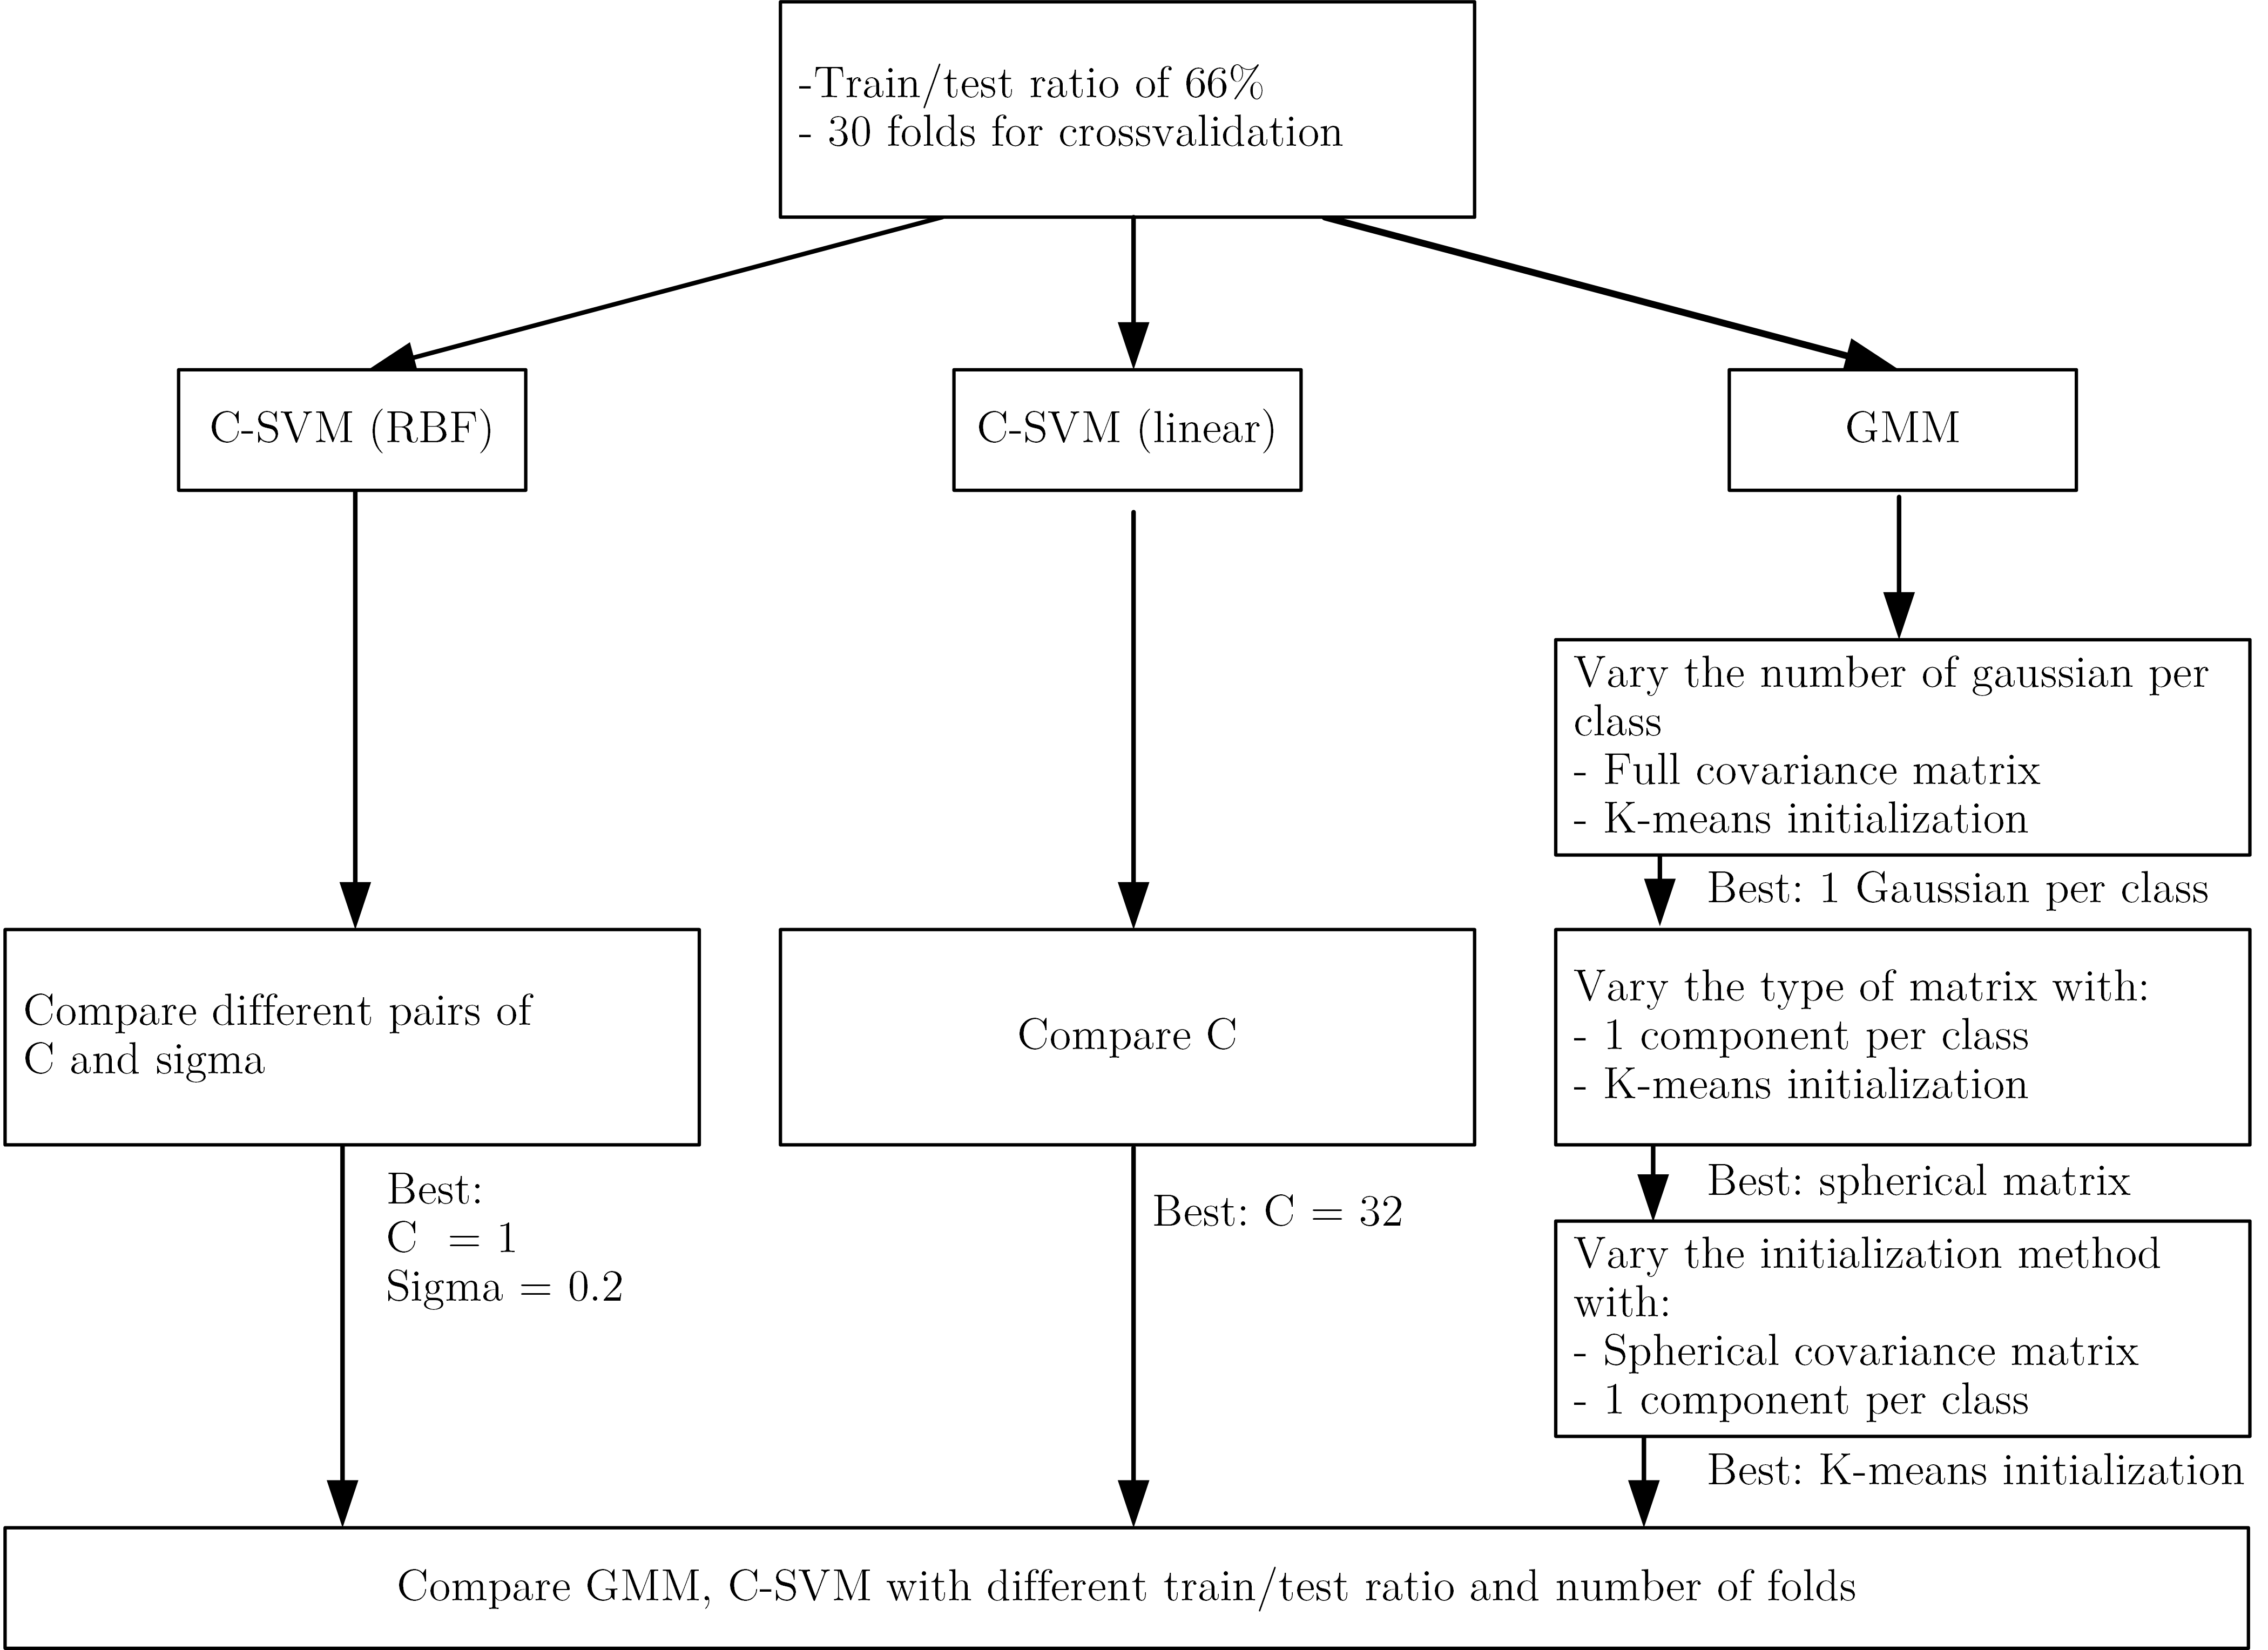 -Train/test ratio of 66%
- 30 folds for crossvalidation
C-SVM (RBF)
C-SVM (linear)
GMM
Vary the number of gaussian per
class
- Full covariance matrix
- K-means initialization
Best: 1 Gaussian per class
Compare different pairs of
C and sigma
Compare C
Vary the type of matrix with:
- 1 component per class
- K-means initialization
Best:
C = 1
Sigma = 0.2
Best: C = 32
Best: spherical matrix
Vary the initialization method
with:
- Spherical covariance matrix
- 1 component per class
Best: K-means initialization
Compare GMM, C-SVM with different train/test ratio and number of folds